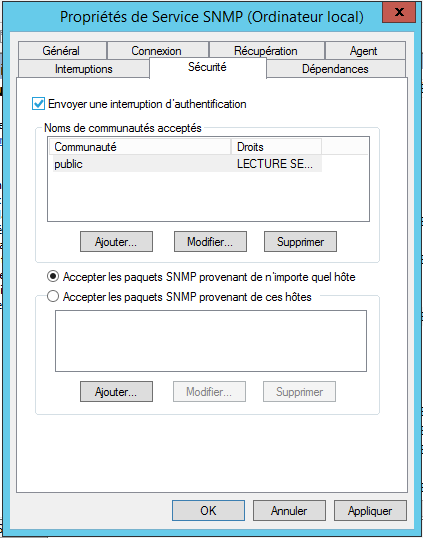 Propriétés de Service SNMP (Ordinateur local)
x
Général Connexion Récupération Agent
Interruptions Sécurité Dépendances
Envoyer une interruption d'authentification
Noms de communautés acceptés
Communauté Droits
public LECTURE SE...
Ajouter... Modifier... Supprimer
Accepter les paquets SNMP provenant de n'importe quel hôte
Accepter les paquets SNMP provenant de ces hôtes
Ajouter... Modifier... Supprimer
OK Annuler Appliquer